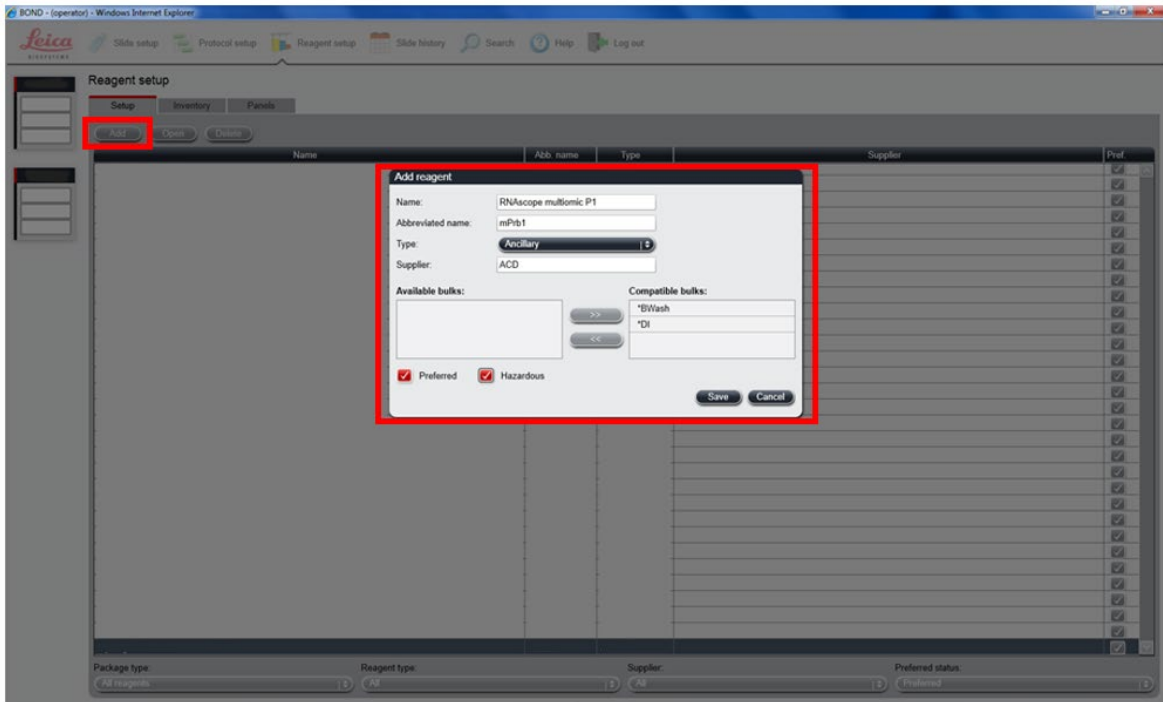 BOND - (operator) - Windows Internet Explorer
Leica
BIOSYSTEMS
Slide setup Protocol setup Reagent setup Slide history Search Help Log out
Reagent setup
Setup Inventory Panels
Add Open Delete
Name Abb. name Type Supplier Pref.
Add reagent
Name: RNAscope multiomic P1
Abbreviated name: mPrb1
Type: Ancillary
Supplier: ACD
Available bulks: Compatible bulks:
>> *BWash
*DI
<<
Preferred Hazardous
Save Cancel
Package type: Reagent type: Supplier: Preferred status:
All reagents All All Preferred